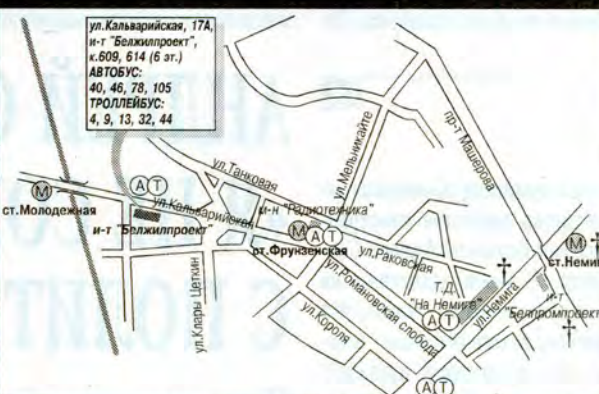 ул.Кальварийская, 17А,
и-т "Белжилпроект",
к.609, 614 (6 эт.)
АВТОБУС:
40, 46, 78, 105
ТРОЛЛЕЙБУС:
4, 9, 13, 32, 44
пр-т Машерова
ул.Мельникайте
ул.Танковая
М
ст.Молодежная
А Т
ул.Кальварийская
и-т "Белжилпроект"
м-н "Радиотехника"
М А Т
ст.Фрунзенская
ул.Раковская
ул.Клары Цеткин
ул.Романовская слобода
ул.Короля
Т.Д.
"На Немиге"
А Т
ул.Немига
М
ст.Немига
и-т
"Белпромпроект"
А Т